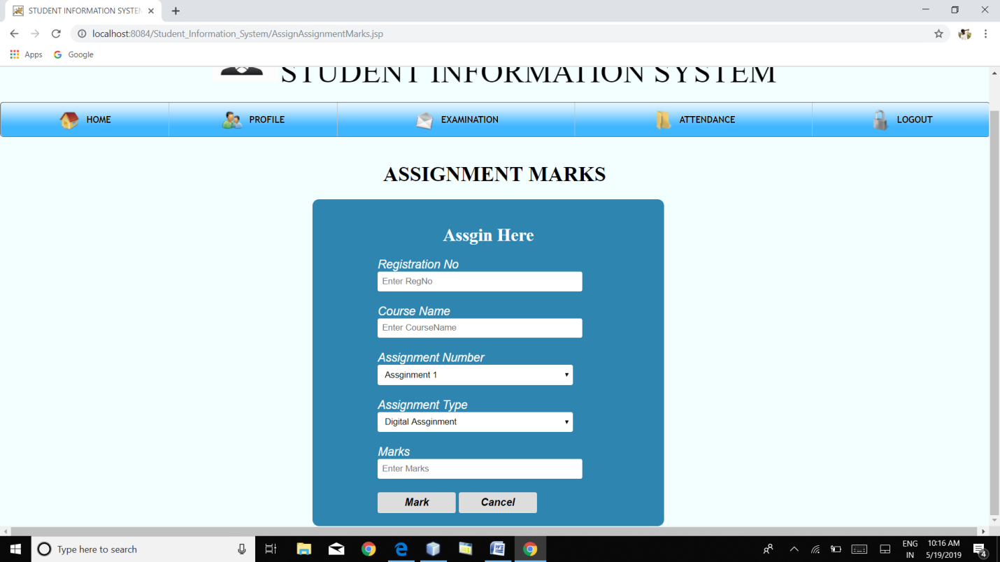 STUDENT INFORMATION SYSTEM
localhost:8084/Student_Information_System/AssignAssignmentMarks.jsp
Apps Google
STUDENT INFORMATION SYSTEM
HOME PROFILE EXAMINATION ATTENDANCE LOGOUT
ASSIGNMENT MARKS
Assgin Here
Registration No
Enter RegNo
Course Name
Enter CourseName
Assignment Number
Assginment 1
Assignment Type
Digital Assginment
Marks
Enter Marks
Mark Cancel
Type here to search
ENG 10:16 AM
IN 5/19/2019 4